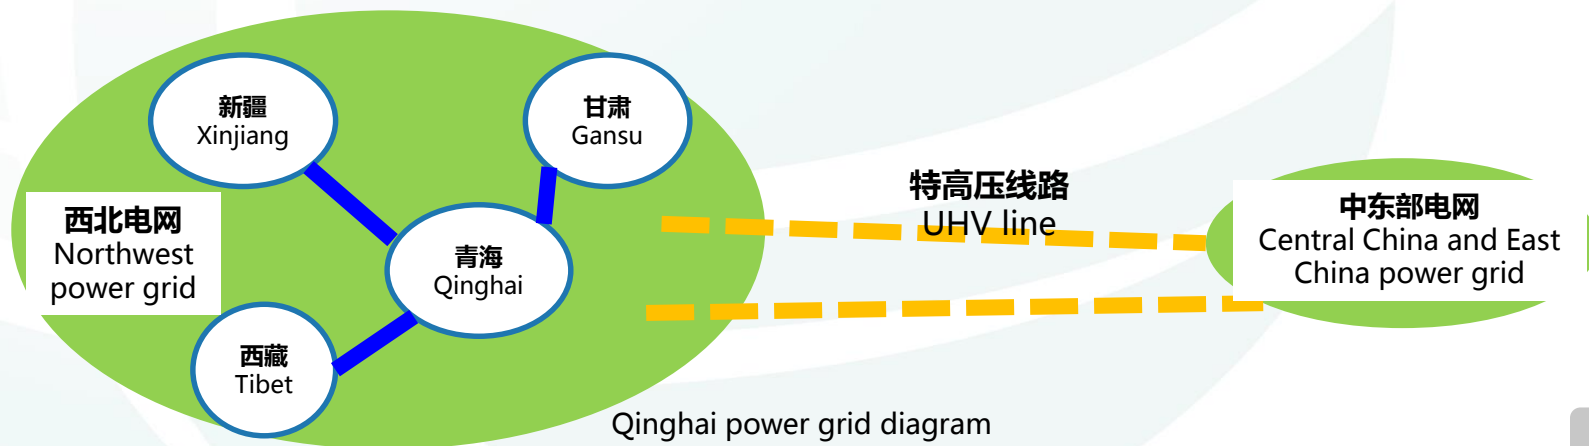 新疆
Xinjiang
甘肃
Gansu
西北电网
Northwest
power grid
青海
Qinghai
西藏
Tibet
特高压线路
UHV line
中东部电网
Central China and East
China power grid
Qinghai power grid diagram